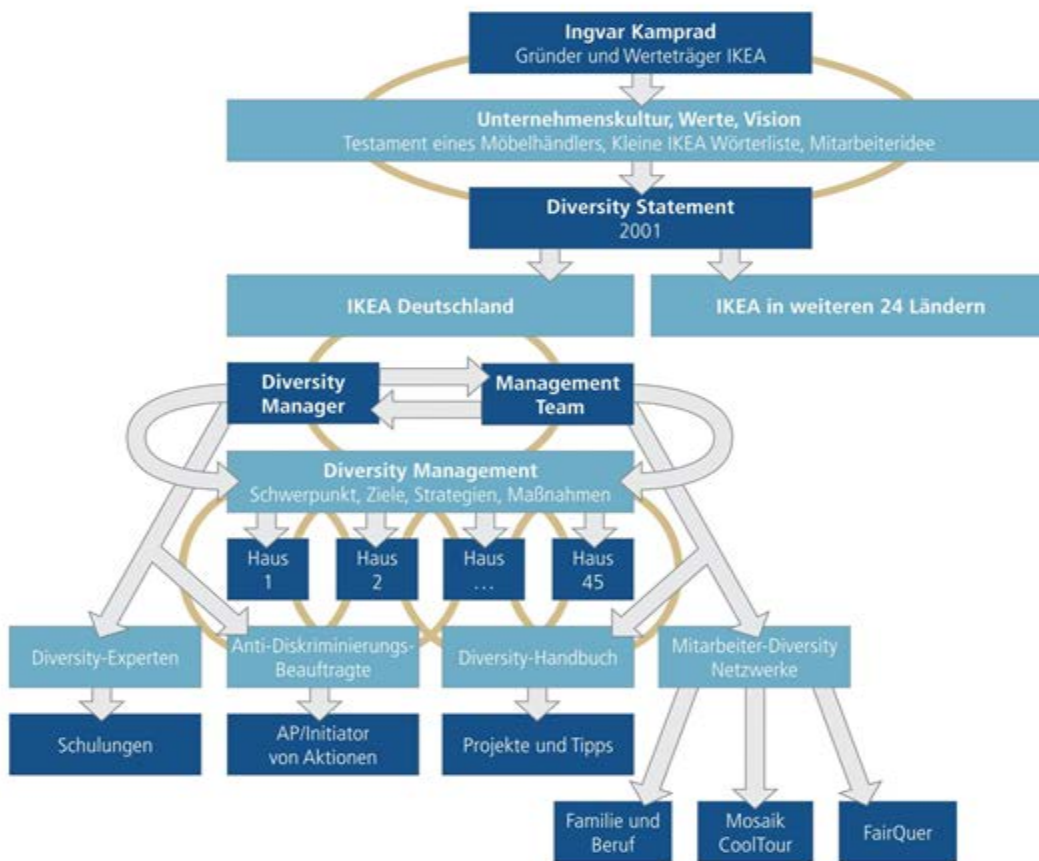 Ingvar Kamprad
Gründer und Werteträger IKEA
Unternehmenskultur, Werte, Vision
Testament eines Möbelhändlers, Kleine IKEA Wörterliste, Mitarbeiteridee
Diversity Statement
2001
IKEA Deutschland
IKEA in weiteren 24 Ländern
Diversity
Manager
Management
Team
Diversity Management
Schwerpunkt, Ziele, Strategien, Maßnahmen
Haus
1
Haus
2
Haus
...
Haus
45
Diversity-Experten
Anti-Diskriminierungs-
Beauftragte
Diversity-Handbuch
Mitarbeiter-Diversity
Netzwerke
Schulungen
AP/Initiator
von Aktionen
Projekte und Tipps
Familie und
Beruf
Mosaik
CoolTour
FairQuer